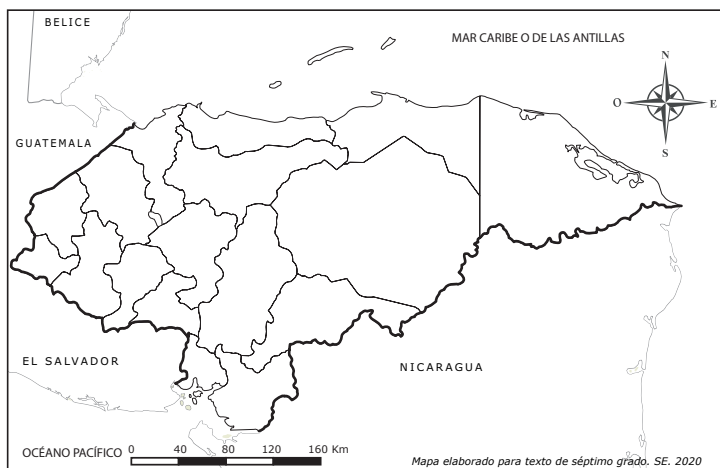 BELICE
MAR CARIBE O DE LAS ANTILLAS
N
O
E
S
GUATEMALA
EL SALVADOR
NICARAGUA
OCÉANO PACÍFICO
0 40 80 120 160 Km
Mapa elaborado para texto de séptimo grado. SE. 2020